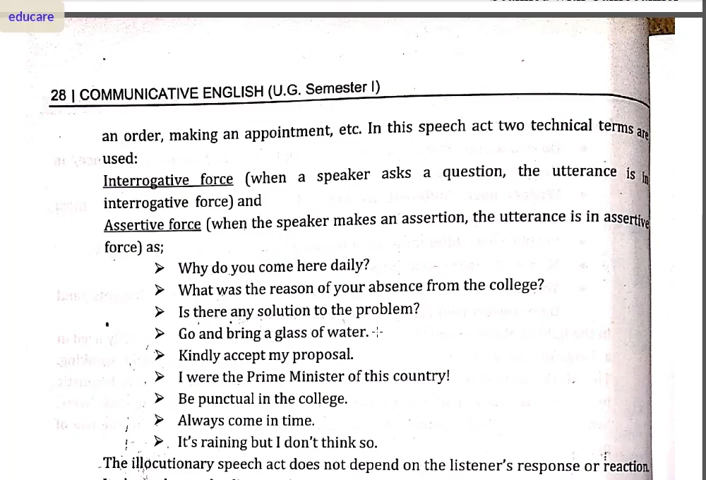 educare
28 | COMMUNICATIVE ENGLISH (U.G. Semester I)
an order, making an appointment, etc. In this speech act two technical terms are
used:
Interrogative force (when a speaker asks a question, the utterance is in
interrogative force) and
Assertive force (when the speaker makes an assertion, the utterance is in assertive
force) as;
➤ Why do you come here daily?
➤ What was the reason of your absence from the college?
➤ Is there any solution to the problem?
➤ Go and bring a glass of water.
➤ Kindly accept my proposal.
➤ I were the Prime Minister of this country!
➤ Be punctual in the college.
➤ Always come in time.
➤ It's raining but I don't think so.
The illocutionary speech act does not depend on the listener's response or reaction